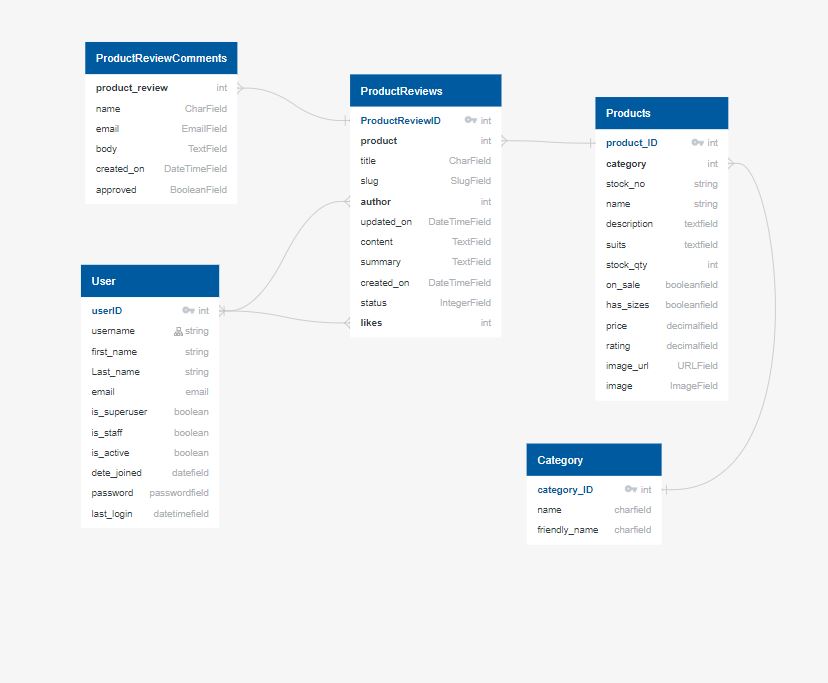 ProductReviewComments
product_review int
name CharField
email EmailField
body TextField
created_on DateTimeField
approved BooleanField
ProductReviews
ProductReviewID int
product int
title CharField
slug SlugField
author int
updated_on DateTimeField
content TextField
summary TextField
created_on DateTimeField
status IntegerField
likes int
Products
product_ID int
category int
stock_no string
name string
description textfield
suits textfield
stock_qty int
on_sale booleanfield
has_sizes booleanfield
price decimalfield
rating decimalfield
image_url URLField
image ImageField
User
userID int
username string
first_name string
Last_name string
email email
is_superuser boolean
is_staff boolean
is_active boolean
dete_joined datefield
password passwordfield
last_login datetimefield
Category
category_ID int
name charfield
friendly_name charfield